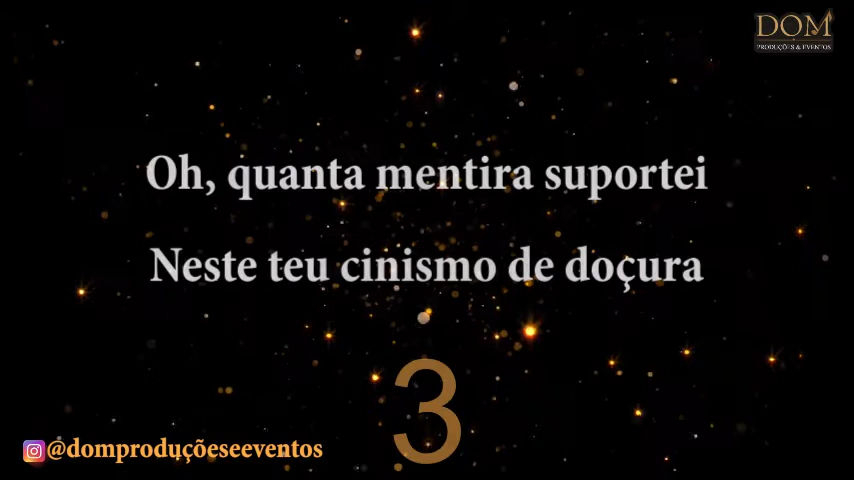 DOM
PRODUÇÕES & EVENTOS
Oh, quanta mentira suportei
Neste teu cinismo de doçura
3
@domproduçõeseeventos